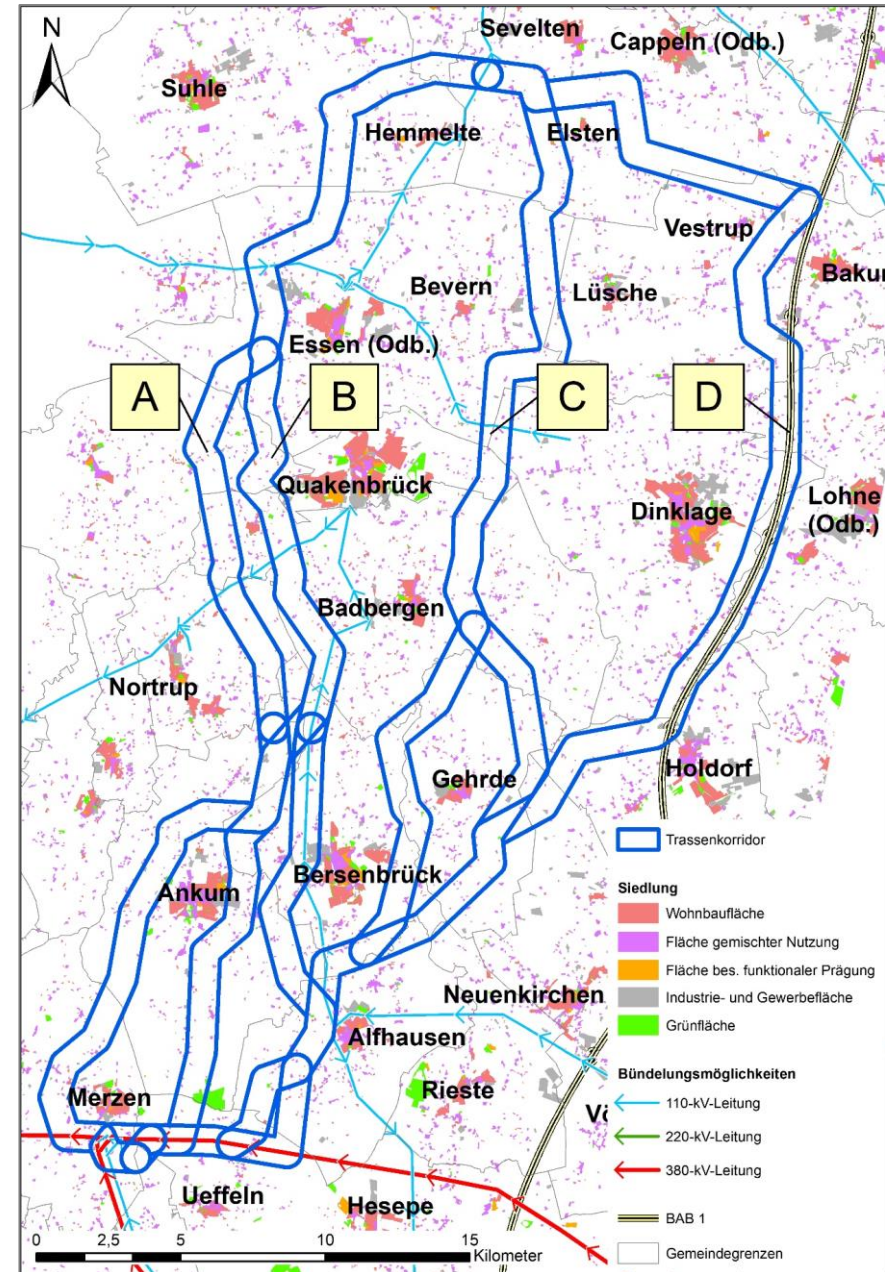 N
Sevelten
Cappeln (Odb.)
Suhle
Hemmelte
Elsten
Vestrup
Bakum
Bevern
Lüsche
Essen (Odb.)
A
B
C
D
Quakenbrück
Dinklage
Lohne
(Odb.)
Badbergen
Nortrup
Gehrde
Holdorf
Ankum
Bersenbrück
Neuenkirchen
Alfhausen
Rieste
Merzen
Ueffeln
Hesepe
Trassenkorridor
Siedlung
Wohnbaufläche
Fläche gemischter Nutzung
Fläche bes. funktionaler Prägung
Industrie- und Gewerbefläche
Grünfläche
Bündelungsmöglichkeiten
110-kV-Leitung
220-kV-Leitung
380-kV-Leitung
BAB 1
Gemeindegrenzen
0 2,5 5 10 15
Kilometer